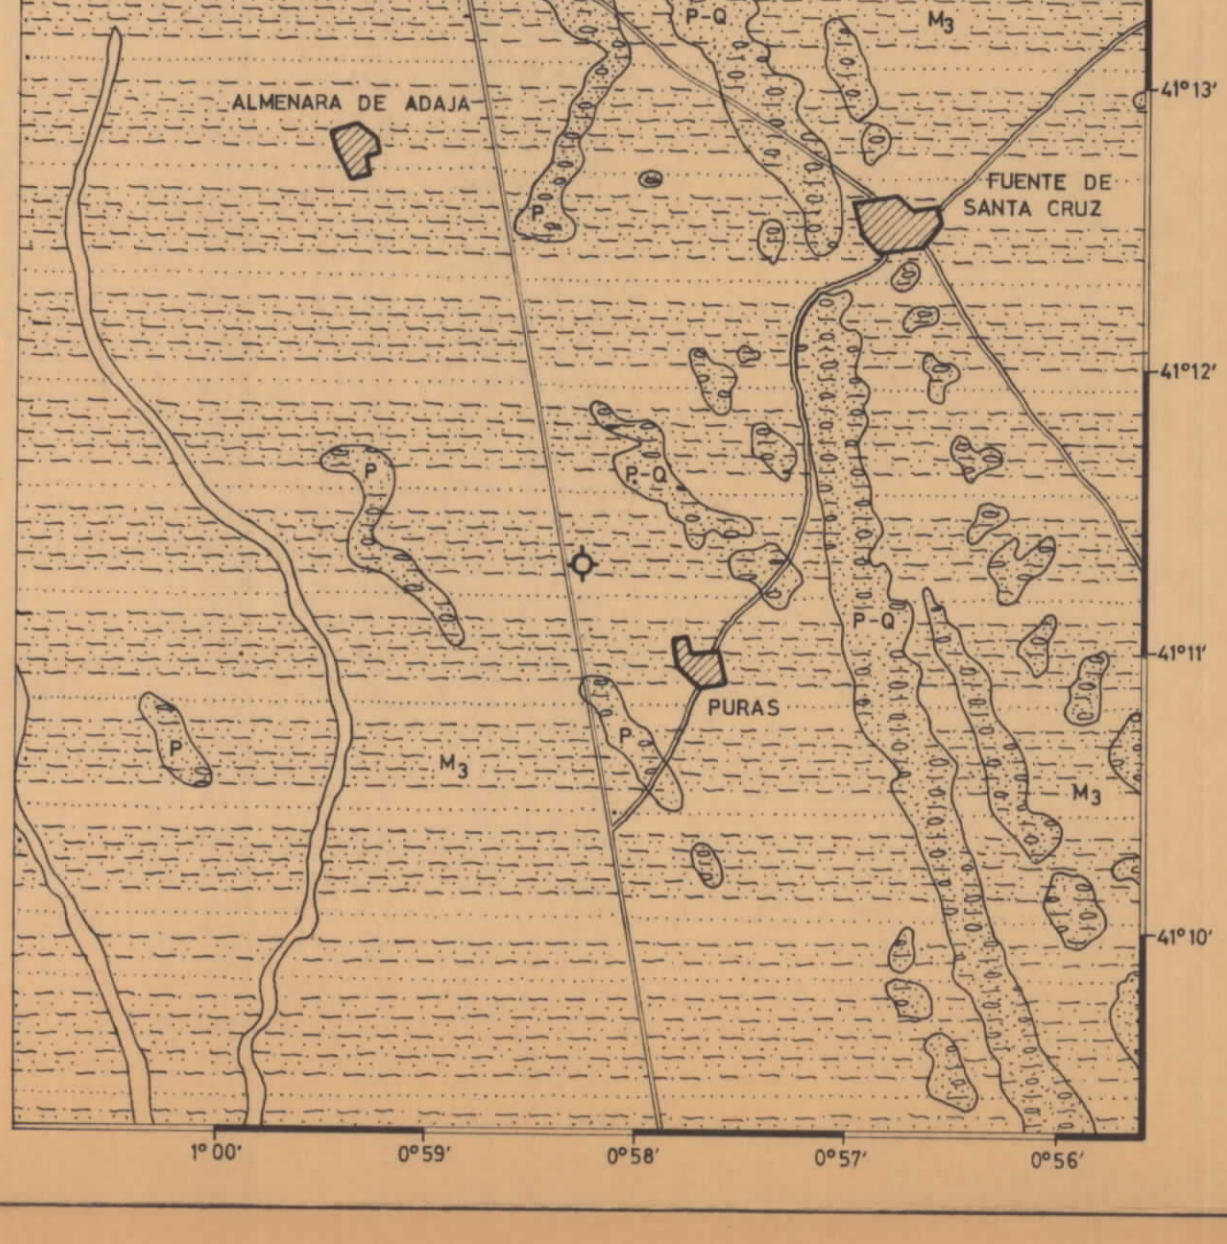 P-Q
M3
41°13'
ALMENARA DE ADAJA
FUENTE DE
SANTA CRUZ
P
41°12'
P
P-Q
P-Q
41°11'
PURAS
P
P
M3
M3
41°10'
1°00'
0°59'
0°58'
0°57'
0°56'